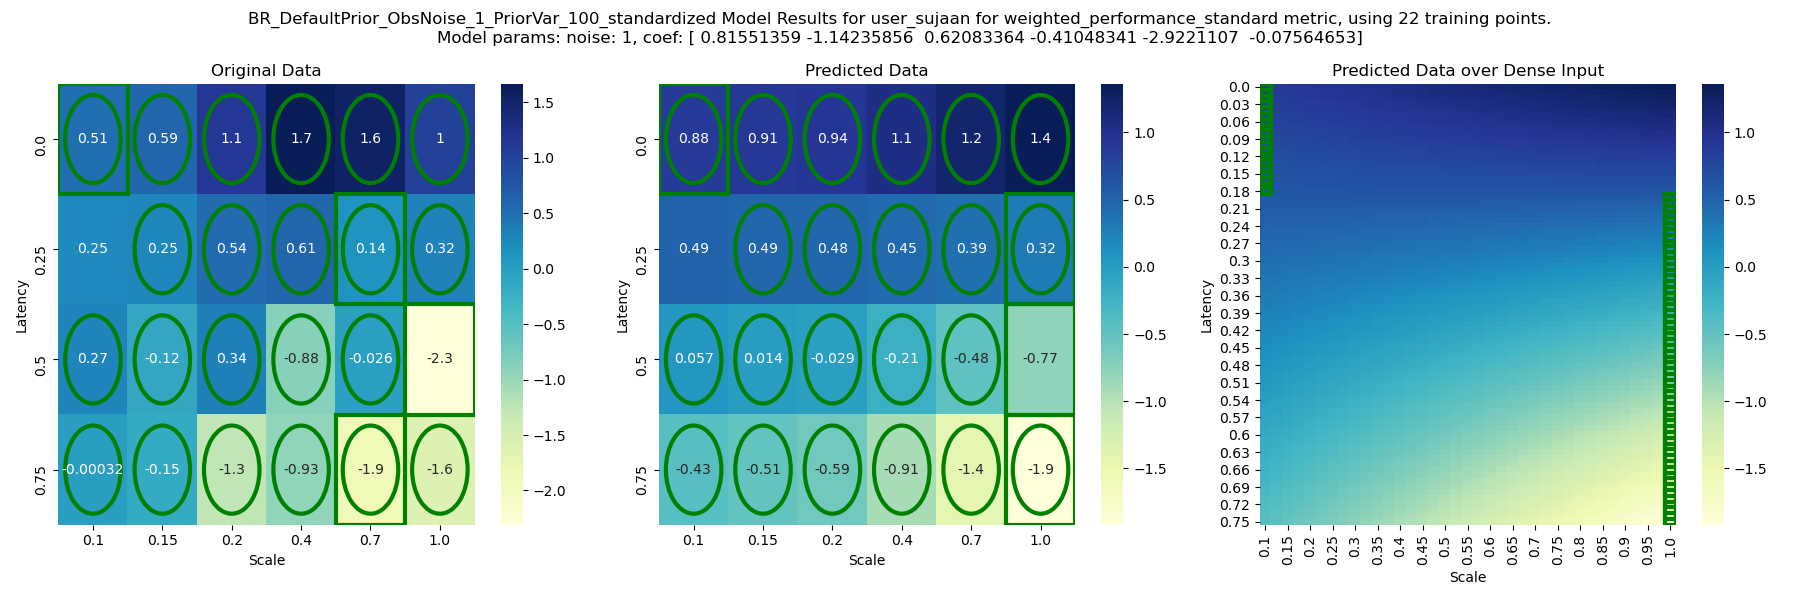 BR_DefaultPrior_ObsNoise_1_PriorVar_100_standardized Model Results for user_sujaan for weighted_performance_standard metric, using 22 training points.
Model params: noise: 1, coef: [ 0.81551359 -1.14235856  0.62083364 -0.41048341 -2.9221107  -0.07564653]
Original Data
0.0 0.51 0.59 1.1 1.7 1.6 1
0.25 0.25 0.25 0.54 0.61 0.14 0.32
0.5 0.27 -0.12 0.34 -0.88 -0.026 -2.3
0.75 -0.00032 -0.15 -1.3 -0.93 -1.9 -1.6
0.1 0.15 0.2 0.4 0.7 1.0
Scale
Latency
1.5
1.0
0.5
0.0
−0.5
−1.0
−1.5
−2.0
Predicted Data
0.0 0.88 0.91 0.94 1.1 1.2 1.4
0.25 0.49 0.49 0.48 0.45 0.39 0.32
0.5 0.057 0.014 -0.029 -0.21 -0.48 -0.77
0.75 -0.43 -0.51 -0.59 -0.91 -1.4 -1.9
0.1 0.15 0.2 0.4 0.7 1.0
Scale
Latency
1.0
0.5
0.0
−0.5
−1.0
−1.5
Predicted Data over Dense Input
0.0
0.03
0.06
0.09
0.12
0.15
0.18
0.21
0.24
0.27
0.3
0.33
0.36
0.39
0.42
0.45
0.48
0.51
0.54
0.57
0.6
0.63
0.66
0.69
0.72
0.75
0.1 0.15 0.2 0.25 0.3 0.35 0.4 0.45 0.5 0.55 0.6 0.65 0.7 0.75 0.8 0.85 0.9 0.95 1.0
Scale
Latency
1.0
0.5
0.0
−0.5
−1.0
−1.5